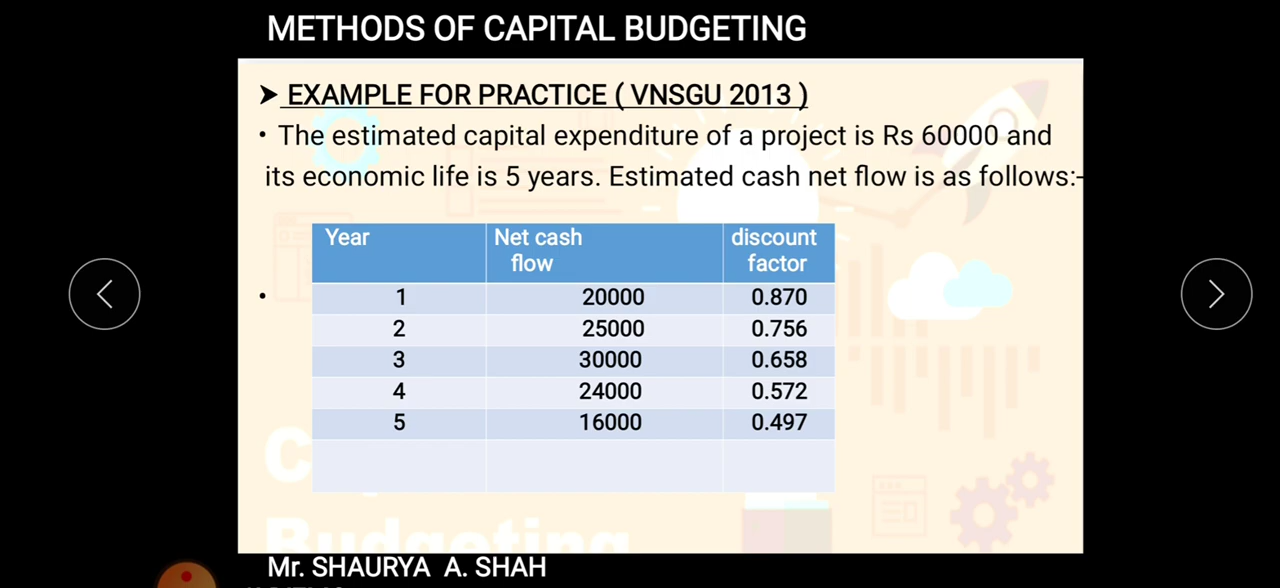 METHODS OF CAPITAL BUDGETING
➤ EXAMPLE FOR PRACTICE ( VNSGU 2013 )
• The estimated capital expenditure of a project is Rs 60000 and
its economic life is 5 years. Estimated cash net flow is as follows:-
Year Net cash flow discount factor
• 1 20000 0.870
2 25000 0.756
3 30000 0.658
4 24000 0.572
5 16000 0.497
Budgeting
Mr. SHAURYA A. SHAH